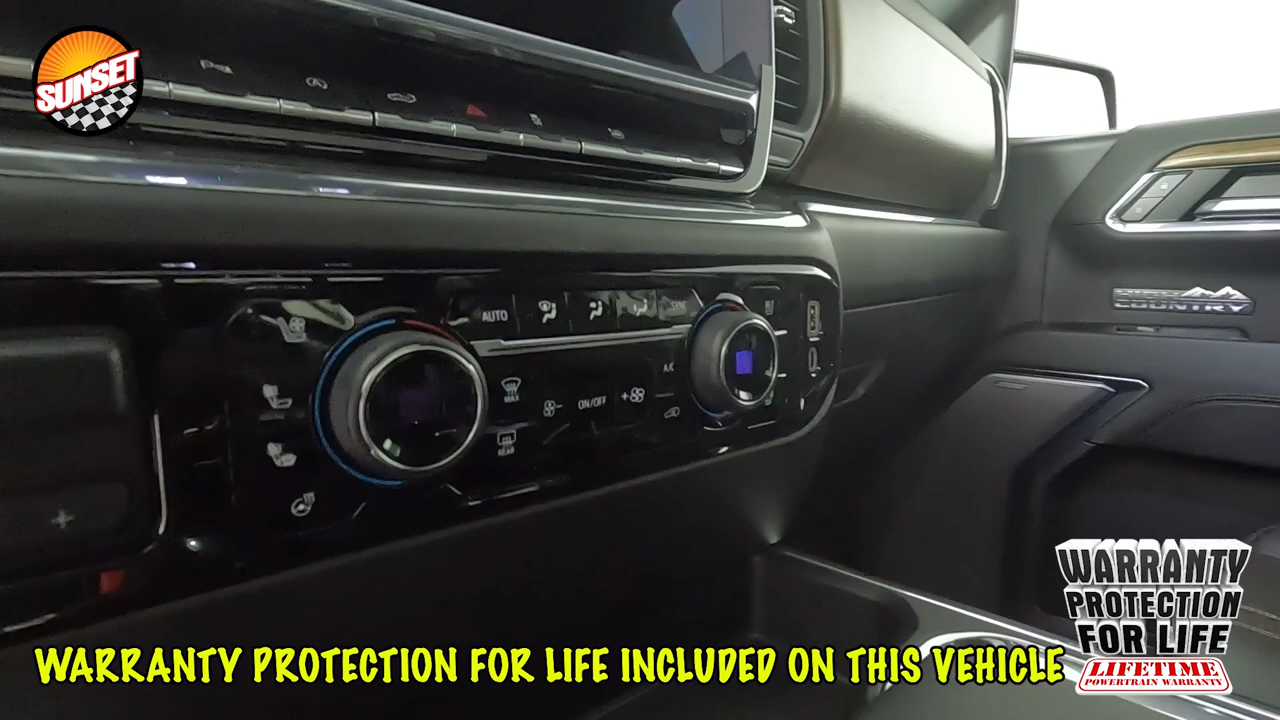 SUNSET
AUTO
SYNC
MAX
ON/OFF
A/C
REAR
HIGH COUNTRY
WARRANTY
PROTECTION
FOR LIFE
LIFETIME
POWERTRAIN WARRANTY
WARRANTY PROTECTION FOR LIFE INCLUDED ON THIS VEHICLE